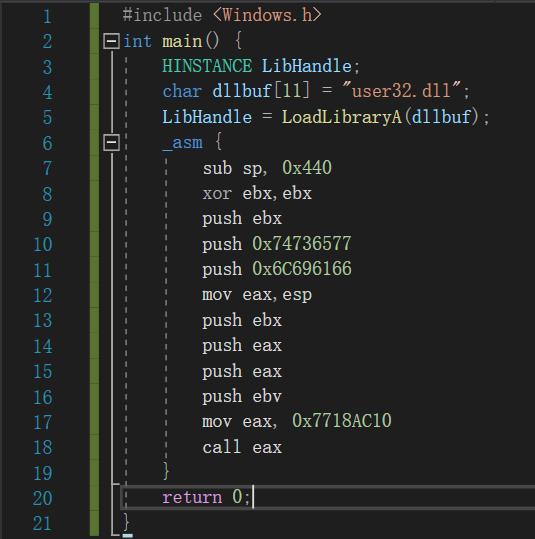 1 #include <Windows.h>
2 int main() {
3 HINSTANCE LibHandle;
4 char dllbuf[11] = "user32.dll";
5 LibHandle = LoadLibraryA(dllbuf);
6 _asm {
7 sub sp, 0x440
8 xor ebx,ebx
9 push ebx
10 push 0x74736577
11 push 0x6C696166
12 mov eax,esp
13 push ebx
14 push eax
15 push eax
16 push ebv
17 mov eax, 0x7718AC10
18 call eax
19 }
20 return 0;
21 }